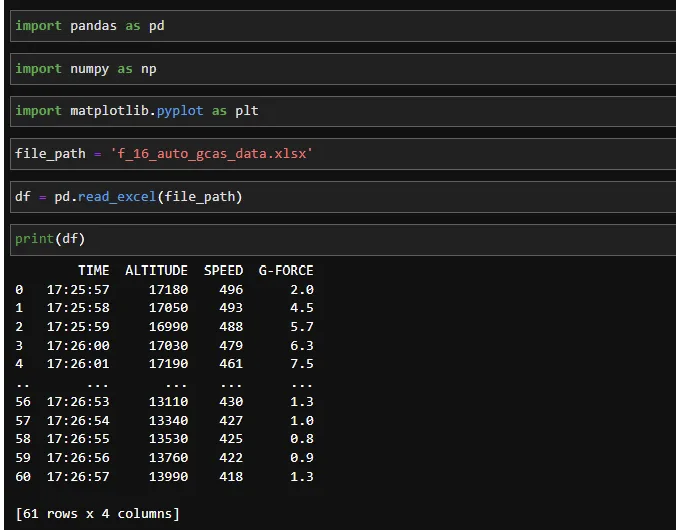 import pandas as pd
import numpy as np
import matplotlib.pyplot as plt
file_path = 'f_16_auto_gcas_data.xlsx'
df = pd.read_excel(file_path)
print(df)
TIME ALTITUDE SPEED G-FORCE
0 17:25:57 17180 496 2.0
1 17:25:58 17050 493 4.5
2 17:25:59 16990 488 5.7
3 17:26:00 17030 479 6.3
4 17:26:01 17190 461 7.5
.. ... ... ... ...
56 17:26:53 13110 430 1.3
57 17:26:54 13340 427 1.0
58 17:26:55 13530 425 0.8
59 17:26:56 13760 422 0.9
60 17:26:57 13990 418 1.3
[61 rows x 4 columns]